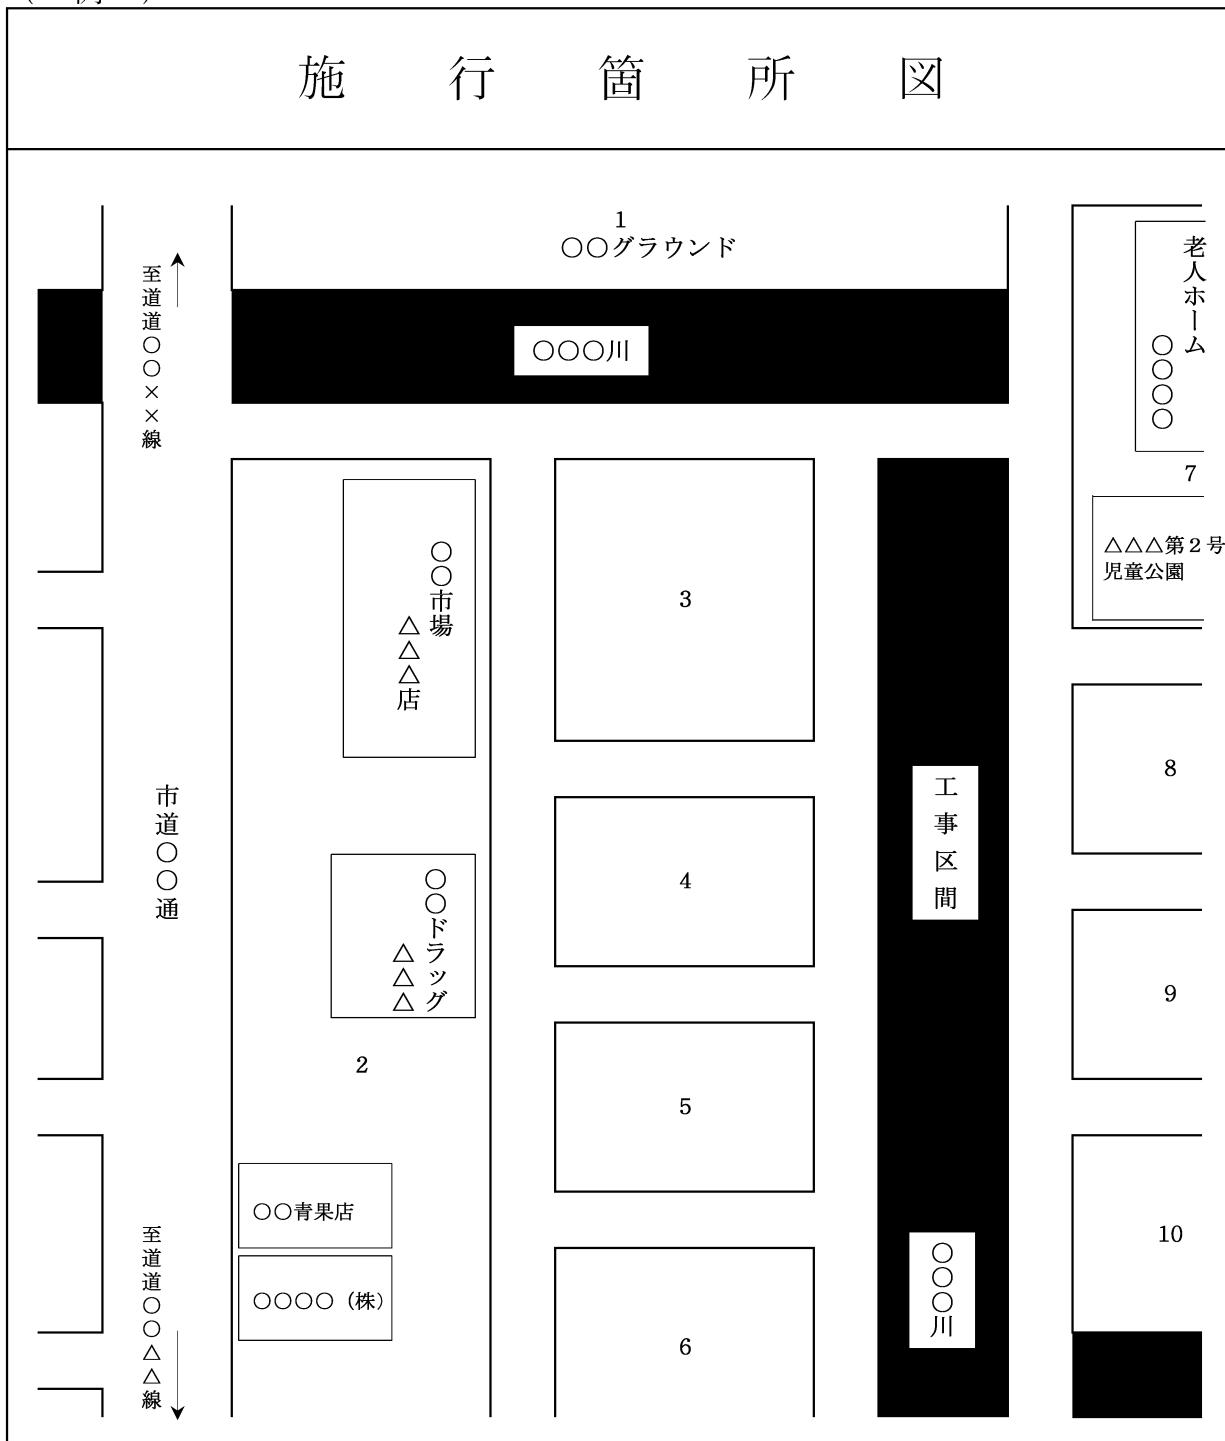 施行箇所図
1
○○グラウンド
○○○川
至道道○○××線
老人ホーム
○○○○
7
△△△第２号
児童公園
○○市場
△△△店
3
8
工事区間
市道○○通
○○ドラッグ
△△△
4
9
2
5
○○青果店
○○○○（株）
至道道○○△△線
6
○○○川
10